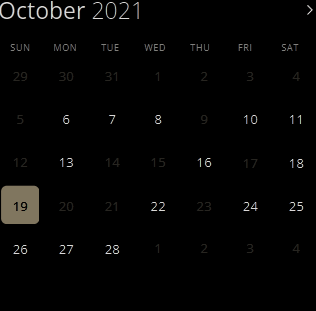 October 2021
SUN MON TUE WED THU FRI SAT
29 30 31 1 2 3 4
5 6 7 8 9 10 11
12 13 14 15 16 17 18
19 20 21 22 23 24 25
26 27 28 1 2 3 4